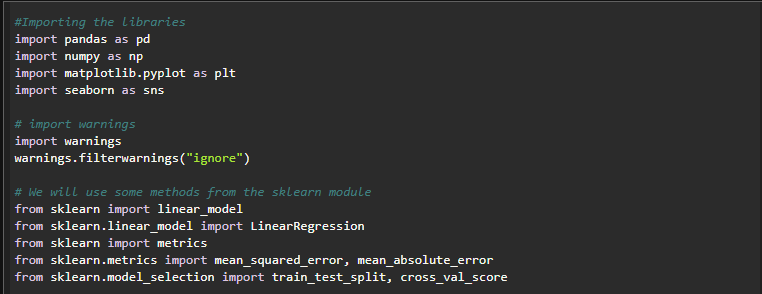 #Importing the libraries
import pandas as pd
import numpy as np
import matplotlib.pyplot as plt
import seaborn as sns
# import warnings
import warnings
warnings.filterwarnings("ignore")
# We will use some methods from the sklearn module
from sklearn import linear_model
from sklearn.linear_model import LinearRegression
from sklearn import metrics
from sklearn.metrics import mean_squared_error, mean_absolute_error
from sklearn.model_selection import train_test_split, cross_val_score